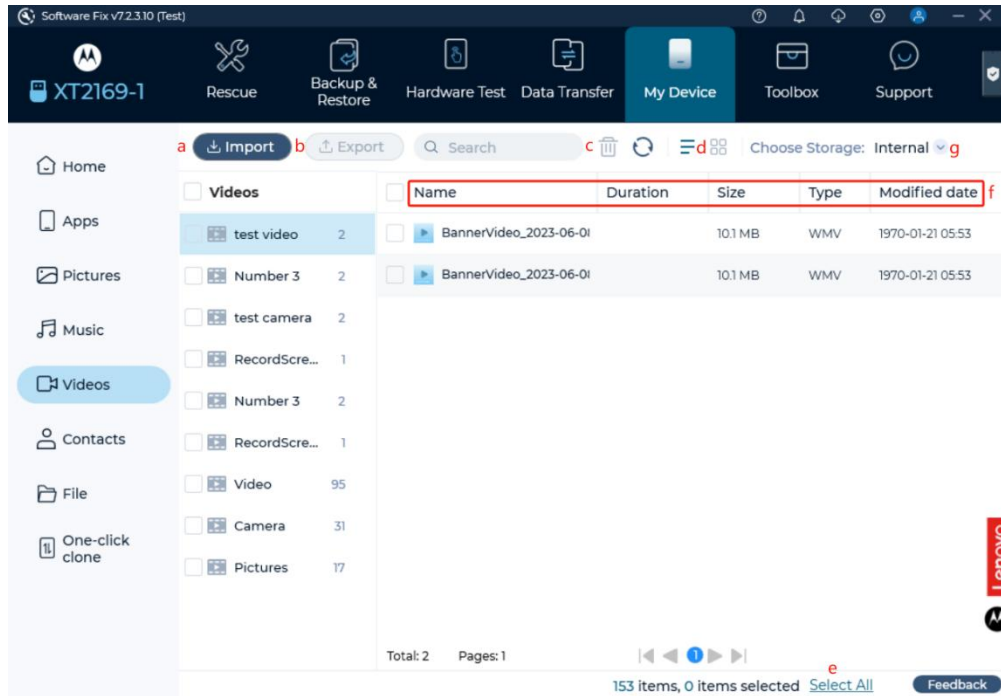 Software Fix v7.2.3.10 (Test)
XT2169-1
Rescue
Backup & Restore
Hardware Test
Data Transfer
My Device
Toolbox
Support
Home
Apps
Pictures
Music
Videos
Contacts
File
One-click
clone
a Import b Export Search c d Choose Storage: Internal g
Videos
test video 2
Number 3 2
test camera 2
RecordScre... 1
Number 3 2
RecordScre... 1
Video 95
Camera 31
Pictures 17
Name Duration Size Type Modified date f
BannerVideo_2023-06-0 10.1 MB WMV 1970-01-21 05:53
BannerVideo_2023-06-0 10.1 MB WMV 1970-01-21 05:53
Total: 2 Pages: 1 1
e
153 items, 0 items selected Select All Feedback